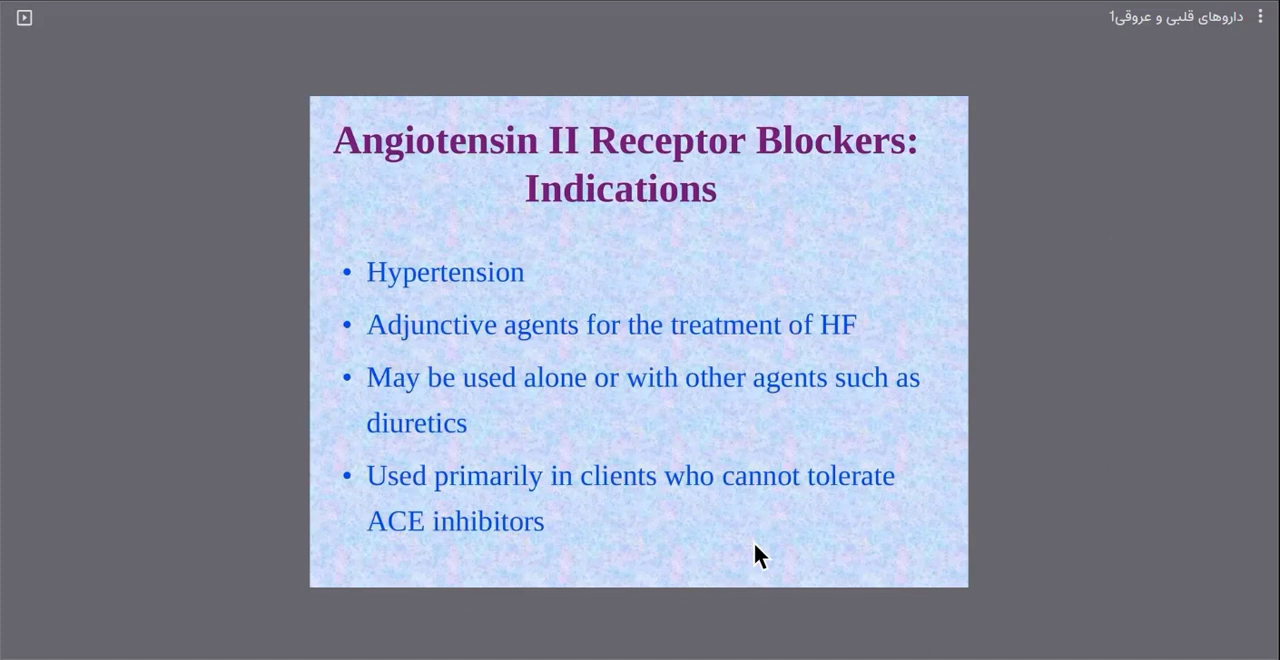 داروهای قلبی و عروقی1
Angiotensin II Receptor Blockers:
Indications
• Hypertension
• Adjunctive agents for the treatment of HF
• May be used alone or with other agents such as
diuretics
• Used primarily in clients who cannot tolerate
ACE inhibitors